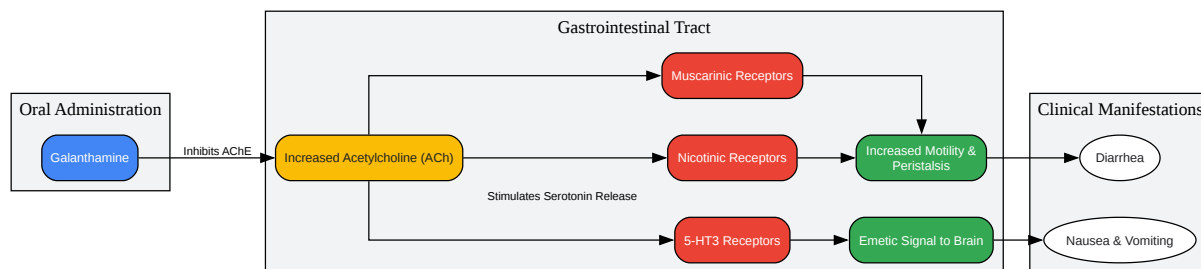 Gastrointestinal Tract
Muscarinic Receptors
Oral Administration
Clinical Manifestations
Galanthamine
Inhibits AChE
Increased Acetylcholine (ACh)
Nicotinic Receptors
Increased Motility &
Peristalsis
Diarrhea
Stimulates Serotonin Release
5-HT3 Receptors
Emetic Signal to Brain
Nausea & Vomiting